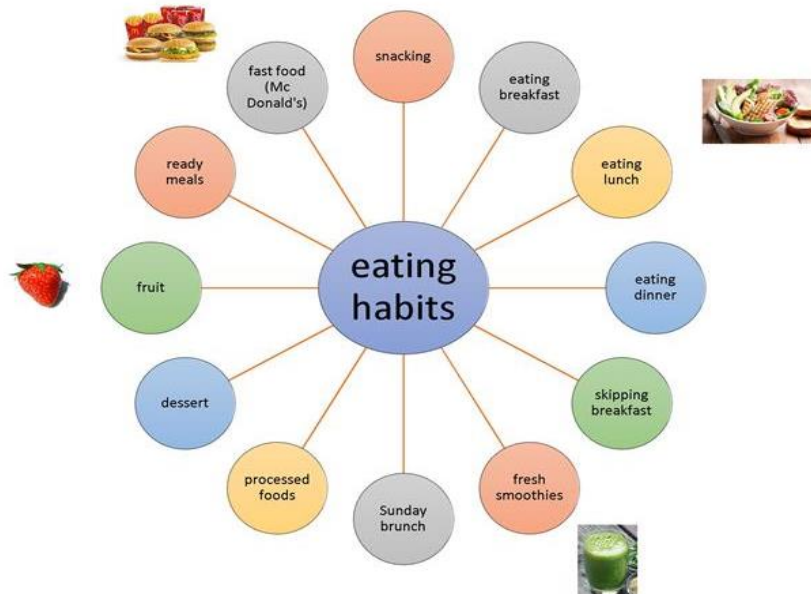 eating
habits
snacking
eating
breakfast
eating
lunch
eating
dinner
skipping
breakfast
fresh
smoothies
Sunday
brunch
processed
foods
dessert
fruit
ready
meals
fast food
(Mc
Donald's)